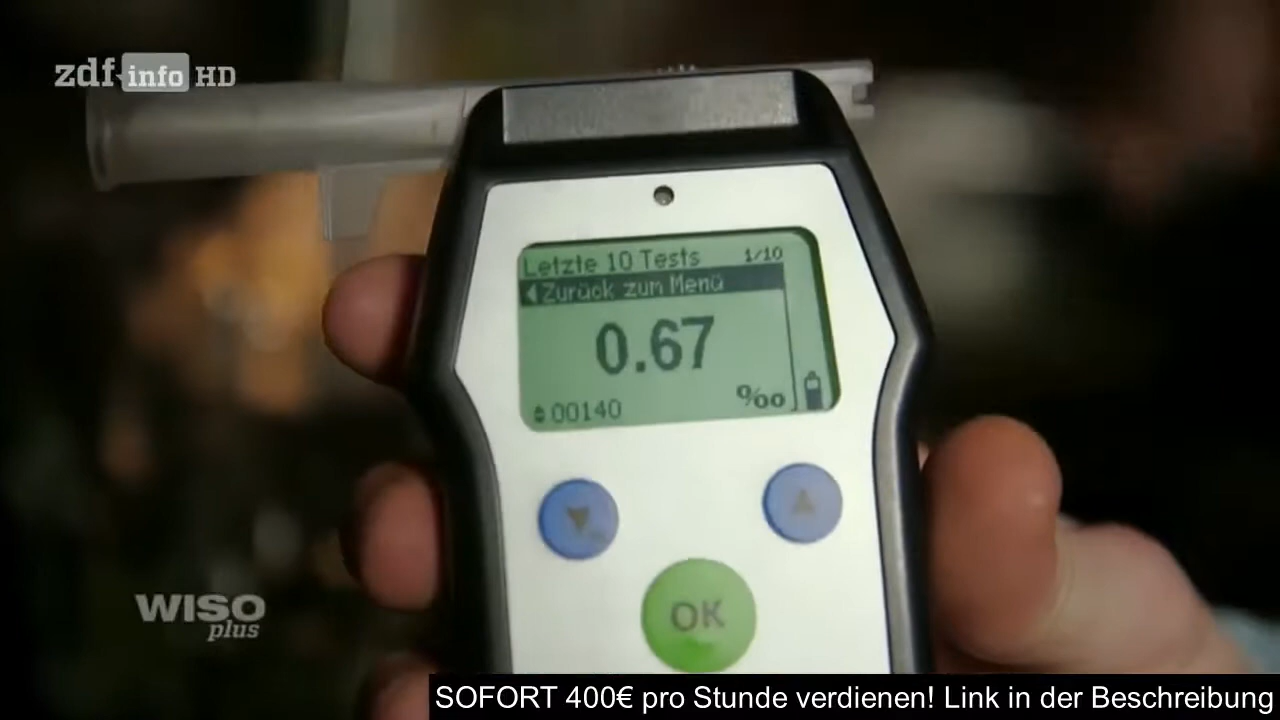 zdf info HD
Letzte 10 Tests 1/10
Zurück zum Menü
0.67
‰
00140
OK
WISO
plus
SOFORT 400€ pro Stunde verdienen! Link in der Beschreibung